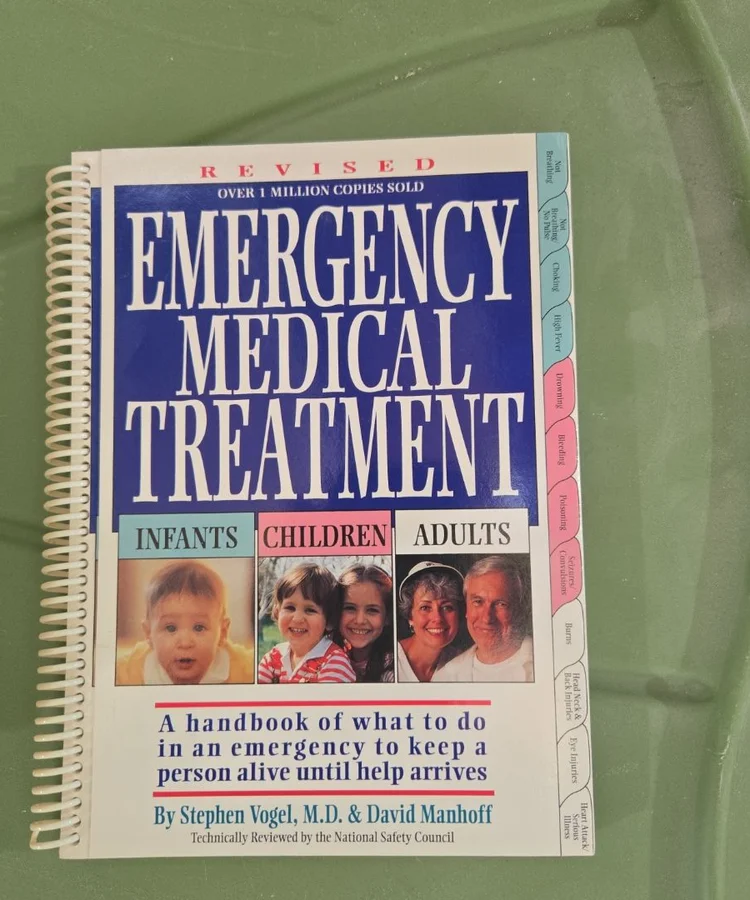 REVISED
OVER 1 MILLION COPIES SOLD
EMERGENCY
MEDICAL
TREATMENT
INFANTS
CHILDREN
ADULTS
A handbook of what to do
in an emergency to keep a
person alive until help arrives
By Stephen Vogel, M.D. & David Manhoff
Technically Reviewed by the National Safety Council
Not
Breathing
Not
Breathing/
No Pulse
Choking
High Fever
Drowning
Bleeding
Poisoning
Seizures/
Convulsions
Burns
Head Neck &
Back Injuries
Eye Injuries
Heart Attack/
Serious
Illness